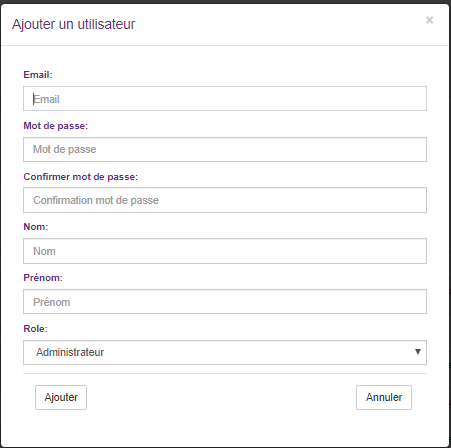 Ajouter un utilisateur ×
Email:
Email
Mot de passe:
Mot de passe
Confirmer mot de passe:
Confirmation mot de passe
Nom:
Nom
Prénom:
Prénom
Role:
Administrateur
Ajouter Annuler